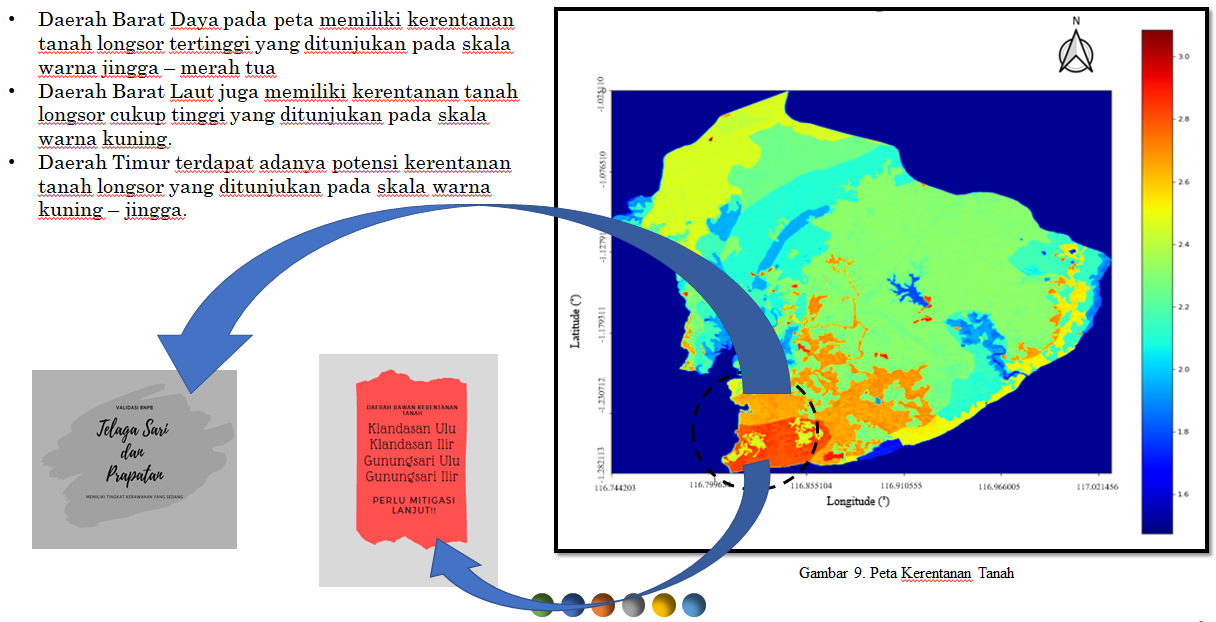 • Daerah Barat Daya pada peta memiliki kerentanan
tanah longsor tertinggi yang ditunjukan pada skala
warna jingga – merah tua
• Daerah Barat Laut juga memiliki kerentanan tanah
longsor cukup tinggi yang ditunjukan pada skala
warna kuning.
• Daerah Timur terdapat adanya potensi kerentanan
tanah longsor yang ditunjukan pada skala warna
kuning – jingga.
VALIDASI BNPB
Telaga Sari
dan
Prapatan
MEMILIKI TINGKAT KERAWANAN YANG SEDANG
DAERAH RAWAN KERENTANAN
TANAH
Klandasan Ulu
Klandasan Ilir
Gunungsari Ulu
Gunungsari Ilir
PERLU MITIGASI
LANJUT!!
N
3.0
2.8
2.6
2.4
2.2
2.0
1.8
1.6
Latitude (°)
-1.076510
-1.179311
-1.230712
-1.282113
116.744203
116.855104
116.910555
116.966005
117.021456
Longitude (°)
Gambar 9. Peta Kerentanan Tanah